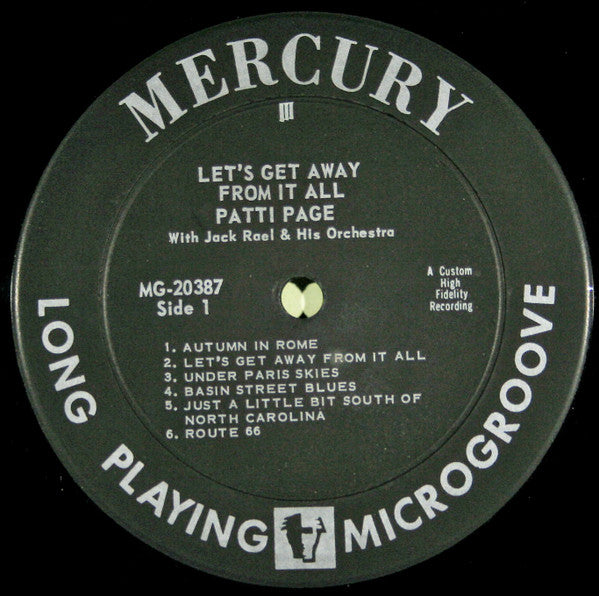 MERCURY
III
LET'S GET AWAY
FROM IT ALL
PATTI PAGE
With Jack Rael & His Orchestra
MG-20387
Side 1
A Custom
High
Fidelity
Recording
1. AUTUMN IN ROME
2. LET'S GET AWAY FROM IT ALL
3. UNDER PARIS SKIES
4. BASIN STREET BLUES
5. JUST A LITTLE BIT SOUTH OF
NORTH CAROLINA
6. ROUTE 66
LONG PLAYING MICROGROOVE